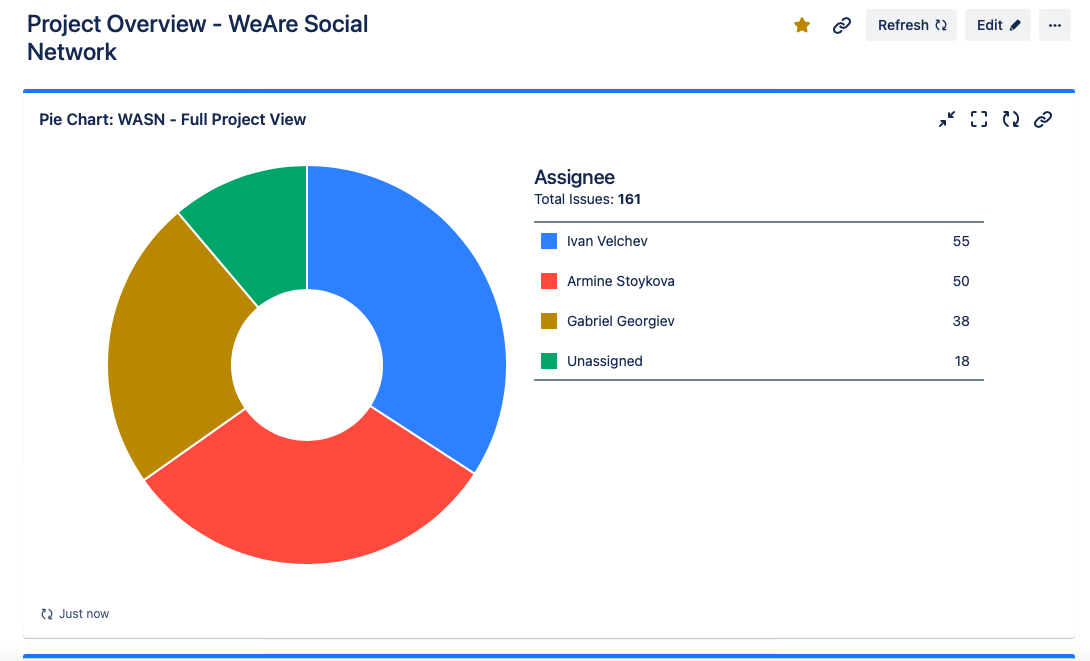 Project Overview - WeAre Social
Network
Refresh
Edit
Pie Chart: WASN - Full Project View
Assignee
Total Issues: 161
Ivan Velchev 55
Armine Stoykova 50
Gabriel Georgiev 38
Unassigned 18
Just now